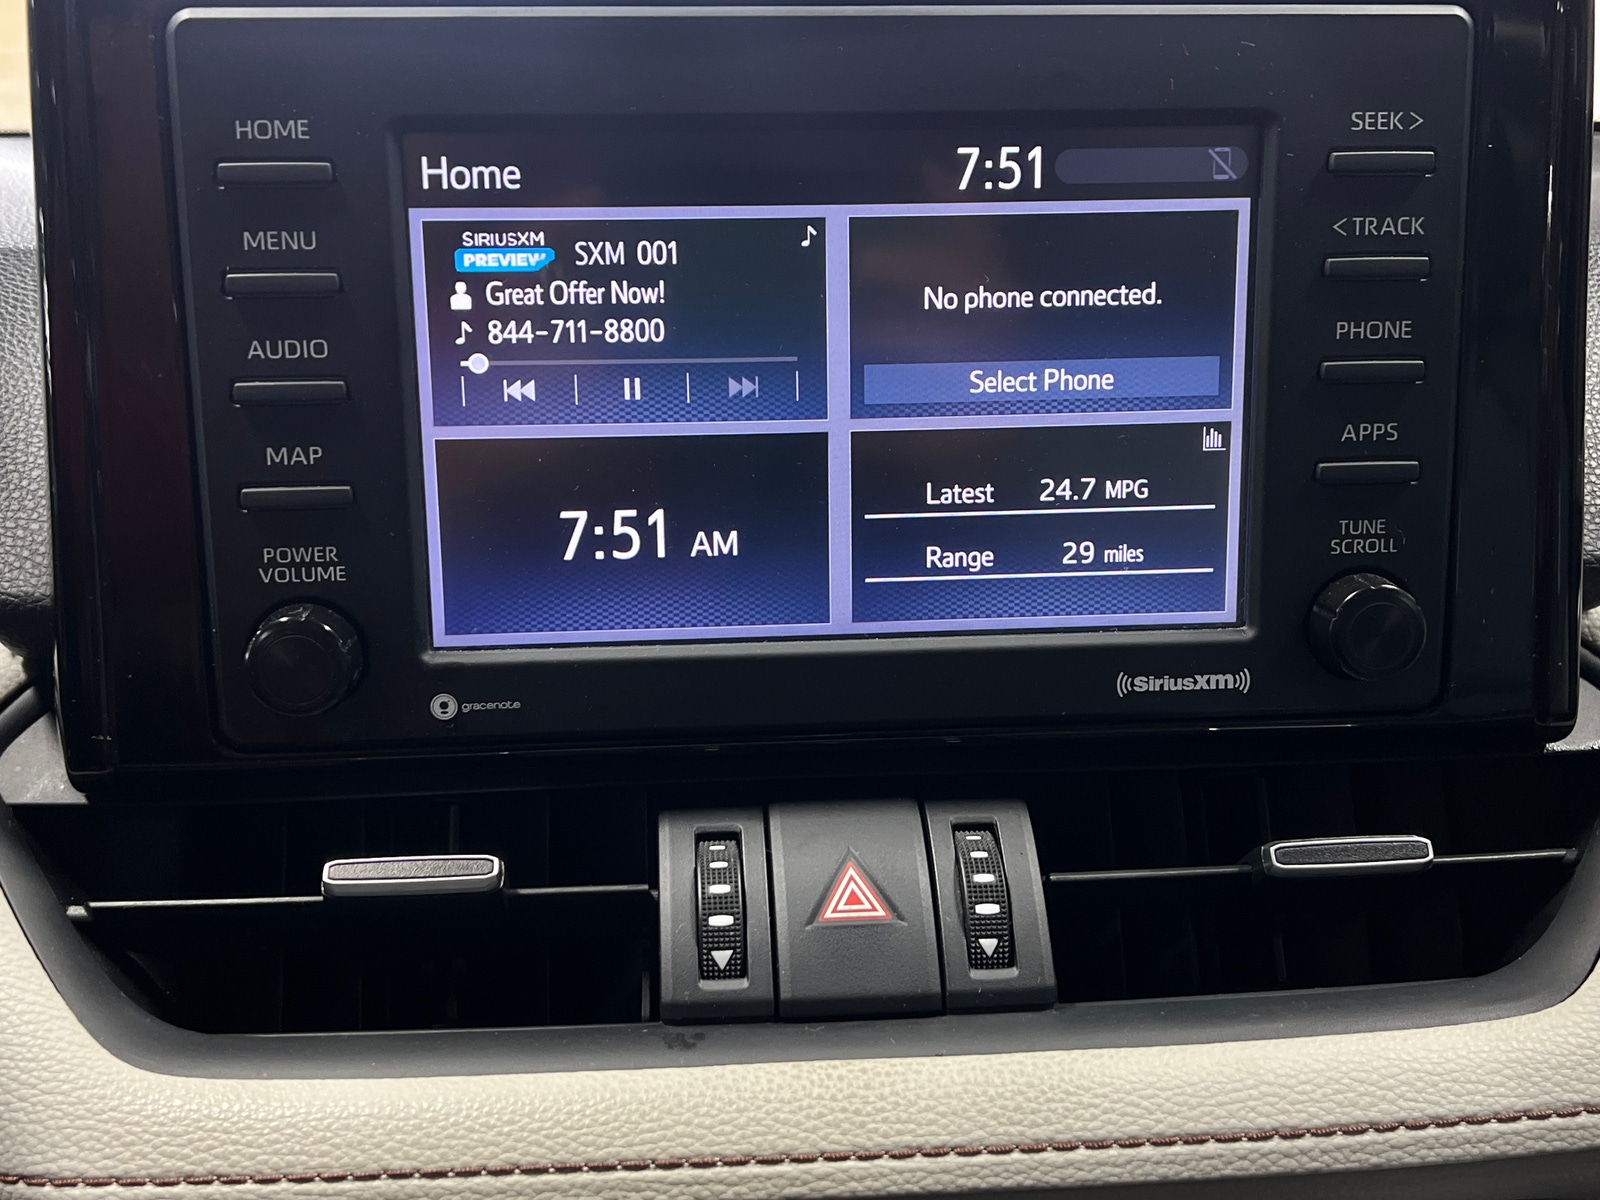 HOME
MENU
AUDIO
MAP
POWER
VOLUME
Home
7:51
SIRIUSXM
PREVIEW
SXM 001
Great Offer Now!
844-711-8800
No phone connected.
Select Phone
7:51 AM
Latest 24.7 MPG
Range 29 miles
SEEK >
< TRACK
PHONE
APPS
TUNE
SCROLL
gracenote
((SiriusXM))